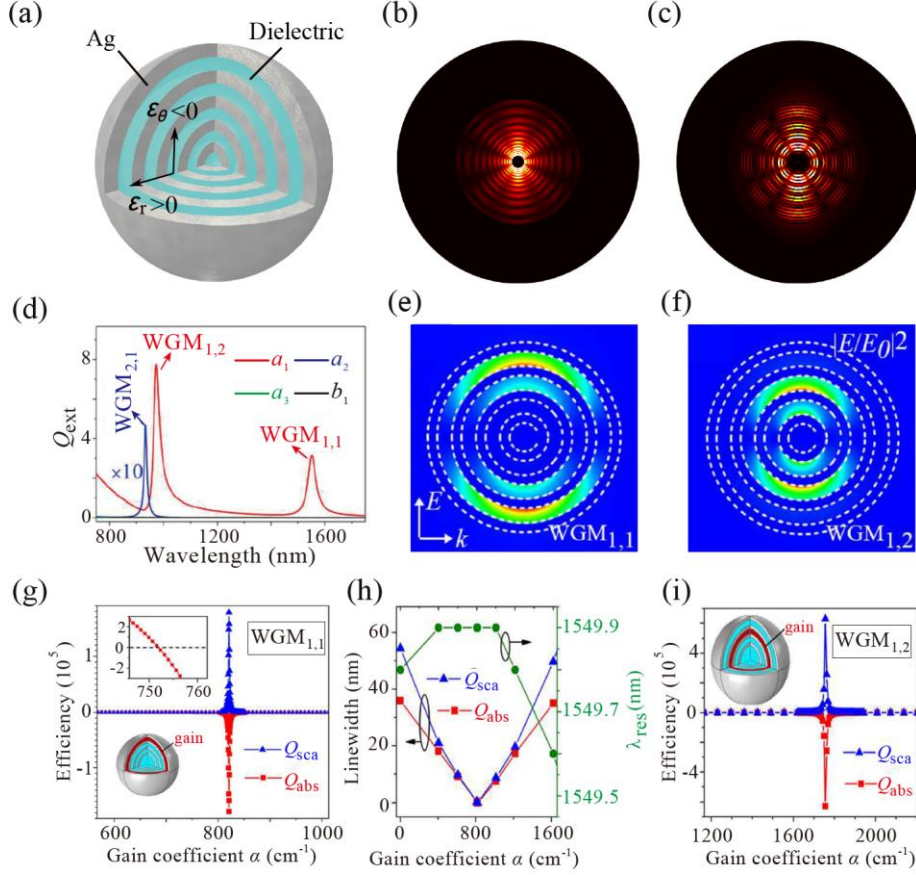 (a)
Ag
Dielectric
εθ<0
εr>0
(b)
(c)
(d)
Qext
8
4
0
WGM2,1
×10
WGM1,2
a1
a2
a3
b1
WGM1,1
800
1200
1600
Wavelength (nm)
(e)
E
k
WGM1,1
(f)
|E/E0|2
WGM1,2
(g)
Efficiency (10^5)
1
0
-1
2
0
-2
750
760
WGM1,1
gain
Qsca
Qabs
600
800
1000
Gain coefficient α (cm-1)
(h)
Linewidth (nm)
60
40
20
0
Qsca
Qabs
1549.9
1549.7
1549.5
λres(nm)
0
800
1600
Gain coefficient α (cm-1)
(i)
Efficiency (10^5)
4
0
-4
gain
WGM1,2
Qsca
Qabs
1200
1600
2000
Gain coefficient α (cm-1)